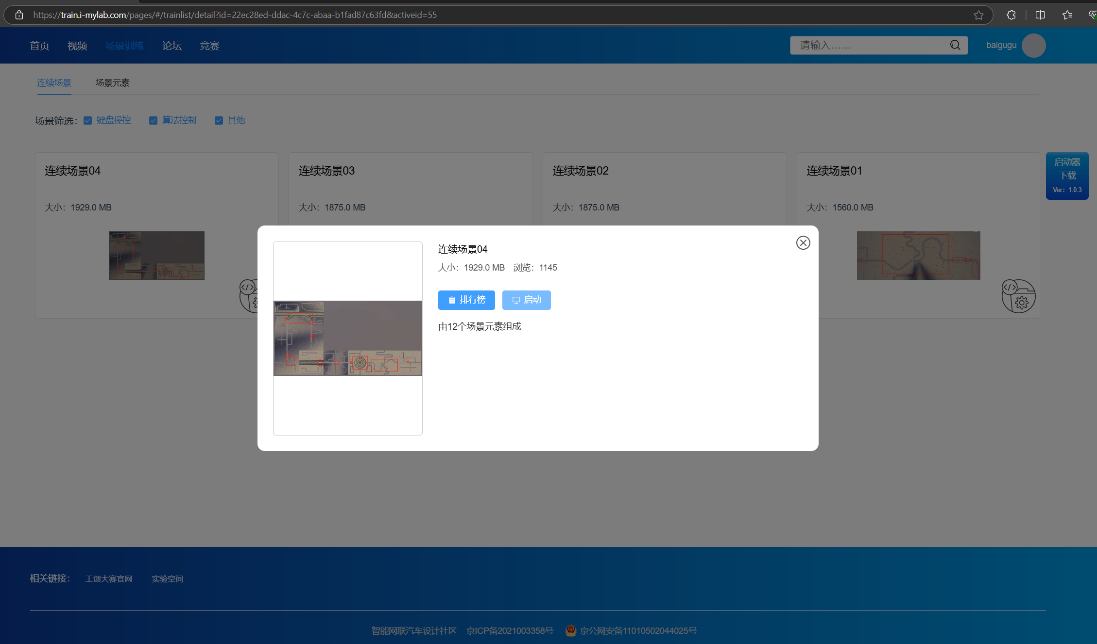 https://train.i-mylab.com/pages/#/trainlist/detail?id=22ec28ed-ddac-4c7c-abaa-b1fad87c63fd&activeid=55
首页 视频 场景训练 论坛 竞赛 请输入…… baigugu
连续场景 场景元素
场景筛选: 键盘操控 算法控制 其他
连续场景04 连续场景03 连续场景02 连续场景01
启动器
下载
Ver: 1.0.3
大小: 1929.0 MB 大小: 1875.0 MB 大小: 1875.0 MB 大小: 1560.0 MB
连续场景04
大小: 1929.0 MB 浏览: 1145
排行榜 启动
由12个场景元素组成
相关链接: 工创大赛官网 实验空间
智能网联汽车设计社区 京ICP备2021003358号 京公网安备11010502044025号